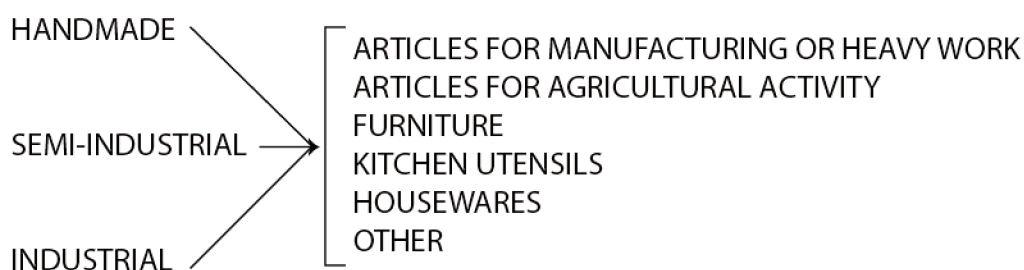 HANDMADE
SEMI-INDUSTRIAL
INDUSTRIAL
ARTICLES FOR MANUFACTURING OR HEAVY WORK
ARTICLES FOR AGRICULTURAL ACTIVITY
FURNITURE
KITCHEN UTENSILS
HOUSEWARES
OTHER